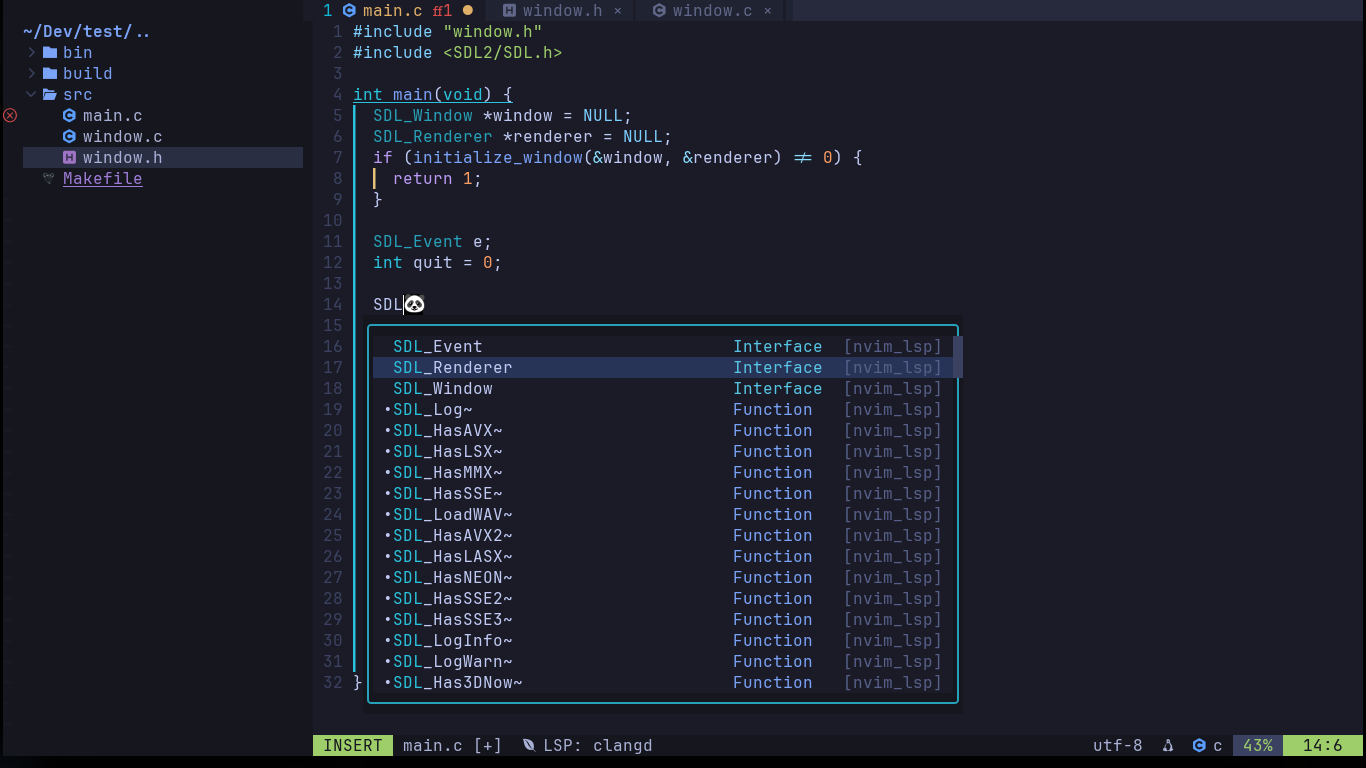 1 main.c ff1 ● window.h × window.c ×
~/Dev/test/..
bin
build
src
main.c
window.c
window.h
Makefile
1 #include "window.h"
2 #include <SDL2/SDL.h>
3
4 int main(void) {
5 SDL_Window *window = NULL;
6 SDL_Renderer *renderer = NULL;
7 if (initialize_window(&window, &renderer) != 0) {
8 return 1;
9 }
10
11 SDL_Event e;
12 int quit = 0;
13
14 SDL🐼
15
16 SDL_Event Interface [nvim_lsp]
17 SDL_Renderer Interface [nvim_lsp]
18 SDL_Window Interface [nvim_lsp]
19 •SDL_Log~ Function [nvim_lsp]
20 •SDL_HasAVX~ Function [nvim_lsp]
21 •SDL_HasLSX~ Function [nvim_lsp]
22 •SDL_HasMMX~ Function [nvim_lsp]
23 •SDL_HasSSE~ Function [nvim_lsp]
24 •SDL_LoadWAV~ Function [nvim_lsp]
25 •SDL_HasAVX2~ Function [nvim_lsp]
26 •SDL_HasLASX~ Function [nvim_lsp]
27 •SDL_HasNEON~ Function [nvim_lsp]
28 •SDL_HasSSE2~ Function [nvim_lsp]
29 •SDL_HasSSE3~ Function [nvim_lsp]
30 •SDL_LogInfo~ Function [nvim_lsp]
31 •SDL_LogWarn~ Function [nvim_lsp]
32 } •SDL_Has3DNow~ Function [nvim_lsp]
INSERT main.c [+] LSP: clangd utf-8 c 43% 14:6